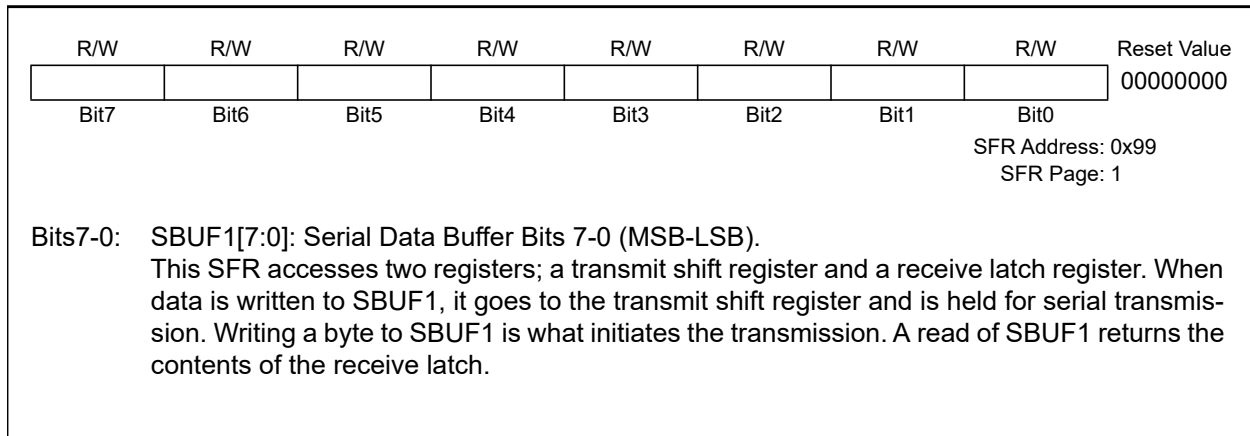 R/W R/W R/W R/W R/W R/W R/W R/W Reset Value
00000000
Bit7 Bit6 Bit5 Bit4 Bit3 Bit2 Bit1 Bit0
SFR Address: 0x99
SFR Page: 1
Bits7-0: SBUF1[7:0]: Serial Data Buffer Bits 7-0 (MSB-LSB).
This SFR accesses two registers; a transmit shift register and a receive latch register. When
data is written to SBUF1, it goes to the transmit shift register and is held for serial transmis-
sion. Writing a byte to SBUF1 is what initiates the transmission. A read of SBUF1 returns the
contents of the receive latch.